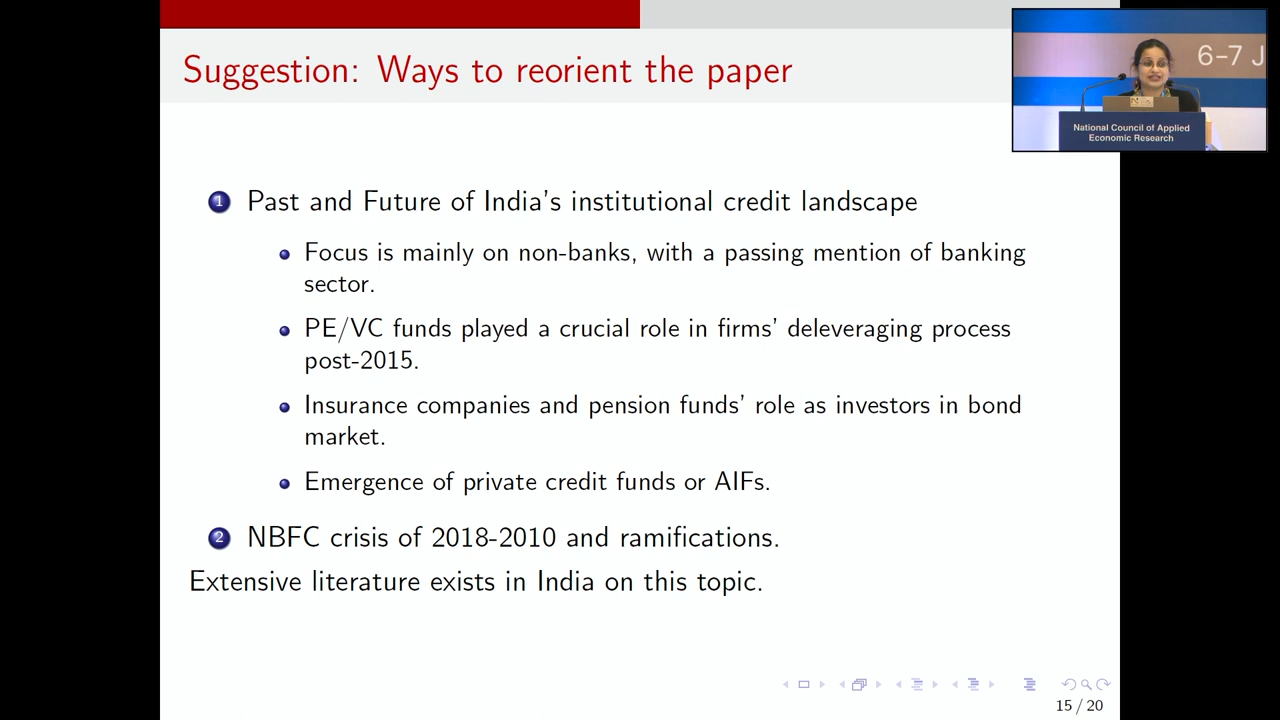 Suggestion: Ways to reorient the paper
6–7 J
National Council of Applied
Economic Research
1 Past and Future of India's institutional credit landscape
Focus is mainly on non-banks, with a passing mention of banking
sector.
PE/VC funds played a crucial role in firms' deleveraging process
post-2015.
Insurance companies and pension funds' role as investors in bond
market.
Emergence of private credit funds or AIFs.
2 NBFC crisis of 2018-2010 and ramifications.
Extensive literature exists in India on this topic.
15 / 20